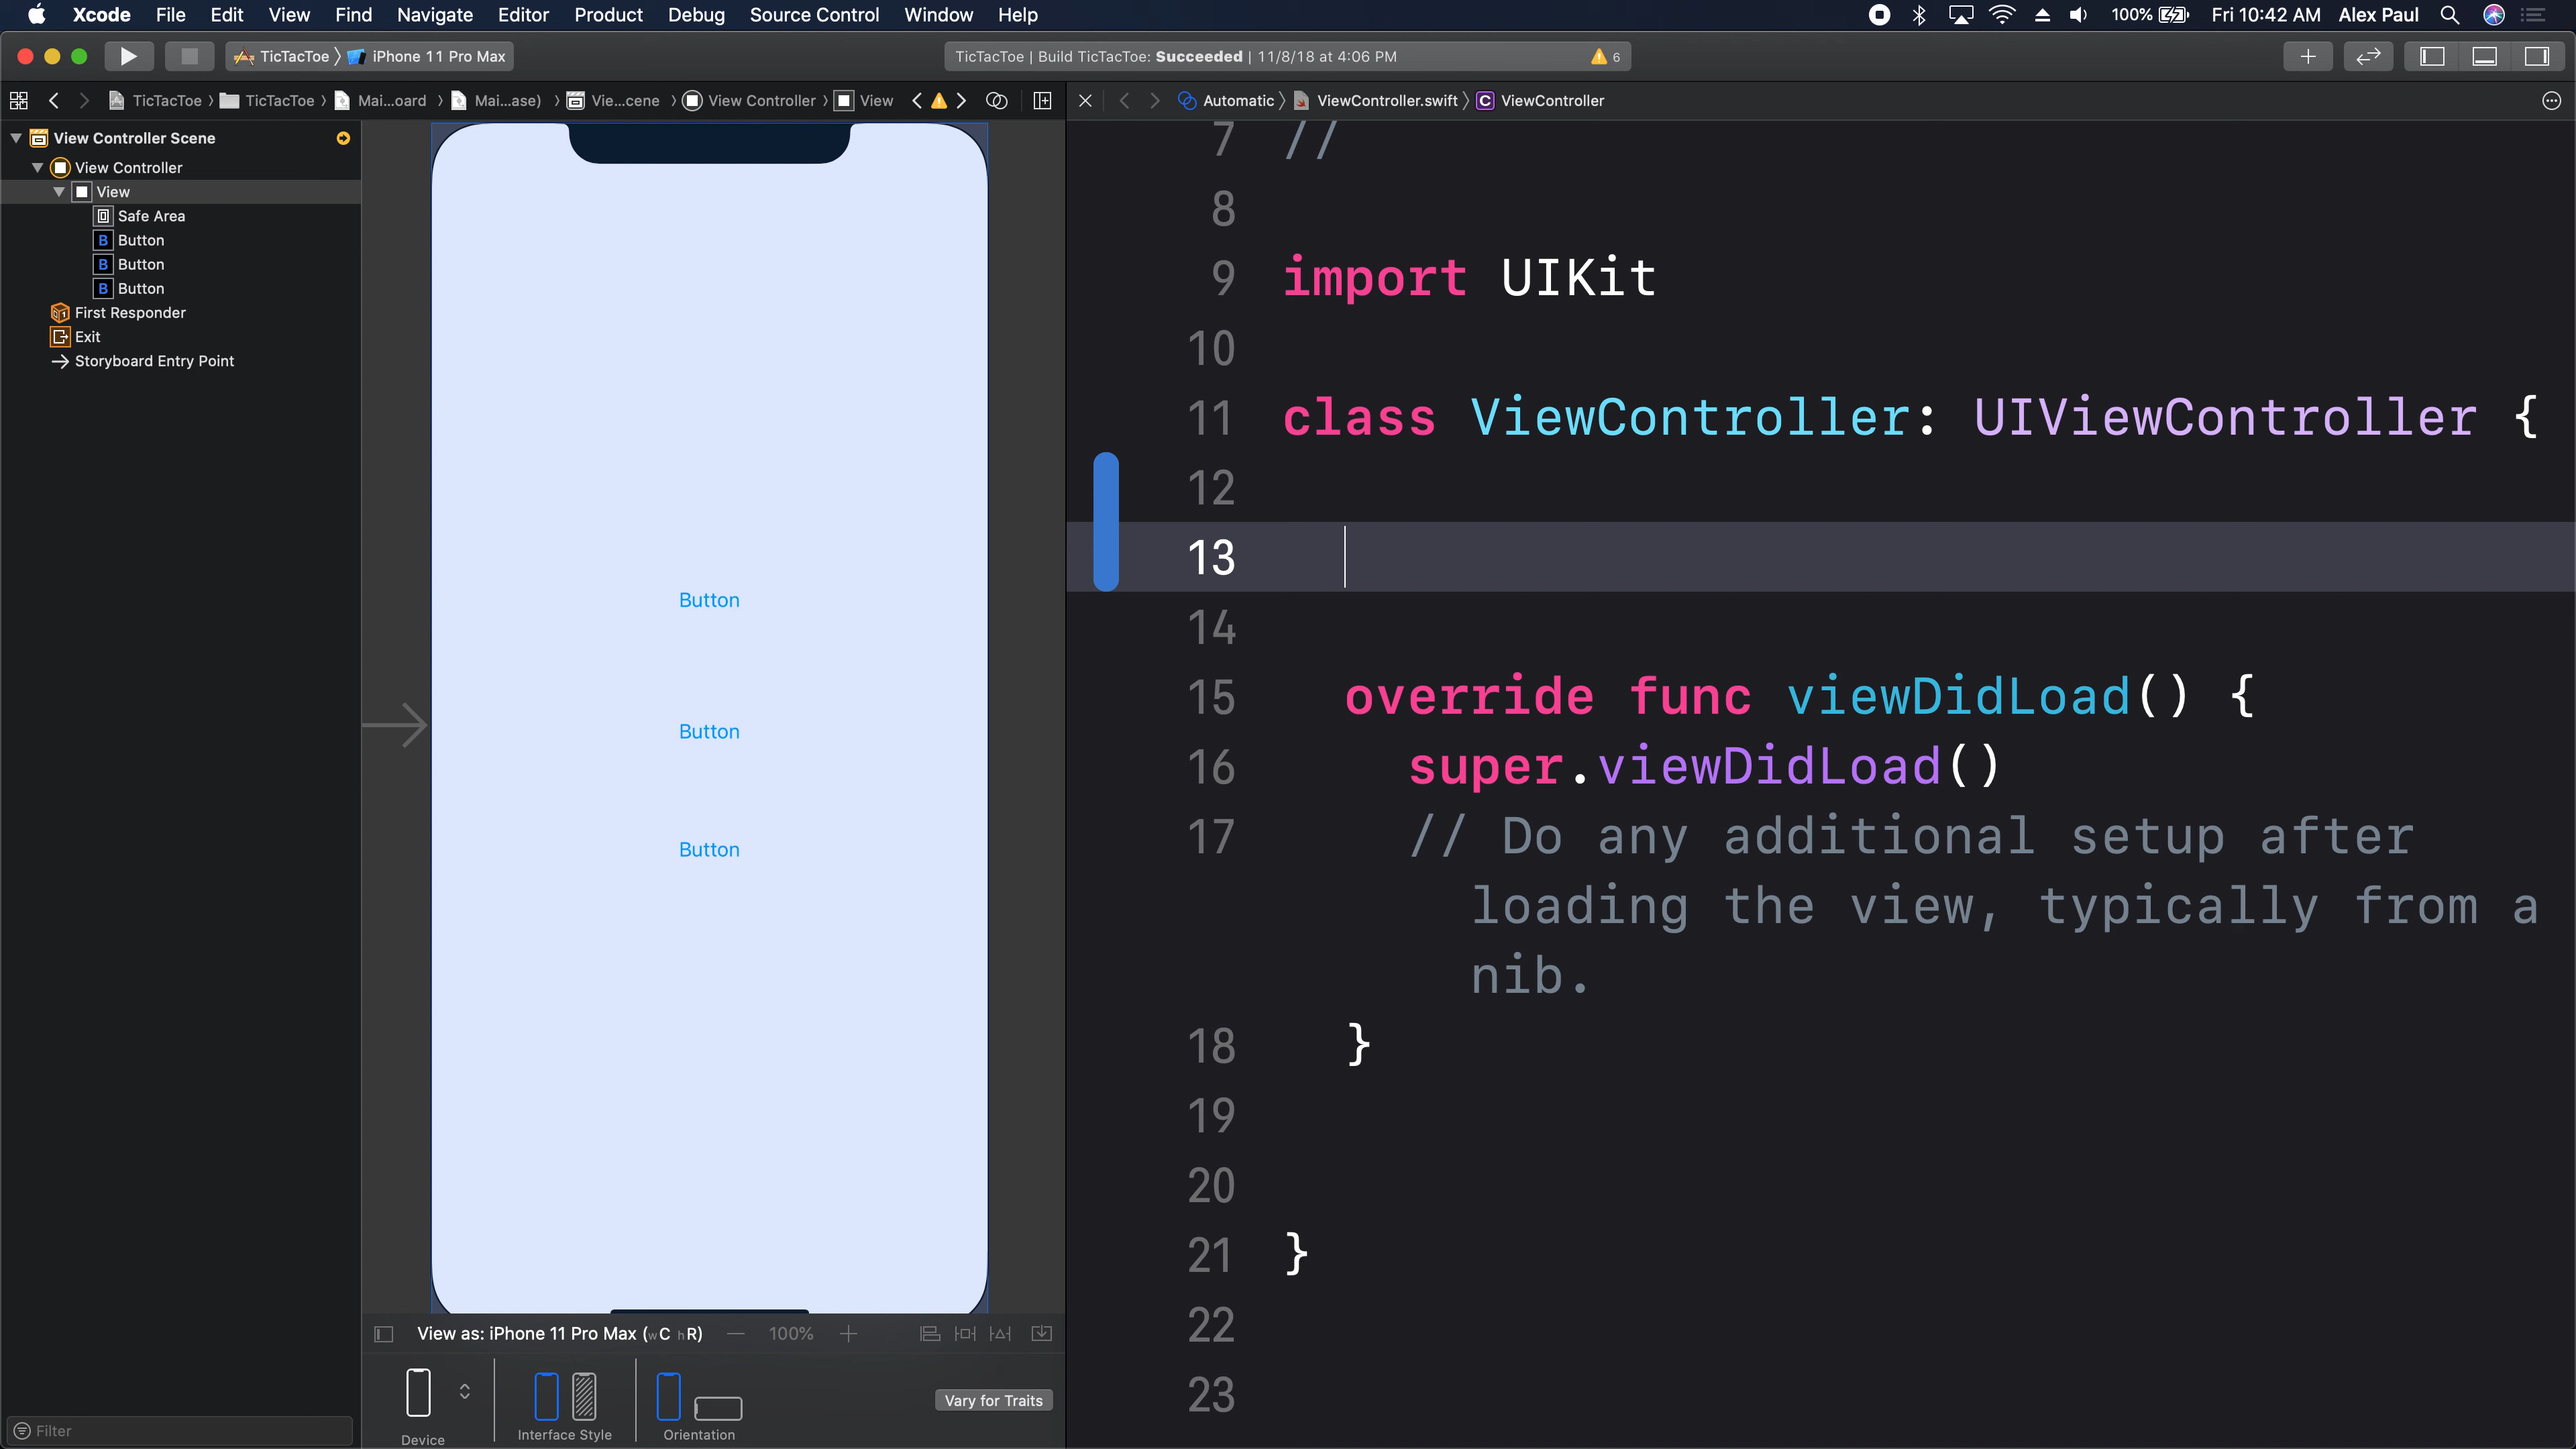 Xcode File Edit View Find Navigate Editor Product Debug Source Control Window Help 100% Fri 10:42 AM Alex Paul
TicTacToe iPhone 11 Pro Max TicTacToe | Build TicTacToe: Succeeded | 11/8/18 at 4:06 PM 6
TicTacToe TicTacToe Mai...oard Mai...ase) Vie...cene View Controller View Automatic ViewController.swift C ViewController
View Controller Scene
View Controller
View
Safe Area
B Button
B Button
B Button
First Responder
Exit
Storyboard Entry Point
Filter
Button
Button
Button
View as: iPhone 11 Pro Max (wC hR) 100%
Vary for Traits
Device Interface Style Orientation
7 //
8
9 import UIKit
10
11 class ViewController: UIViewController {
12
13
14
15 override func viewDidLoad() {
16 super.viewDidLoad()
17 // Do any additional setup after
loading the view, typically from a
nib.
18 }
19
20
21 }
22
23